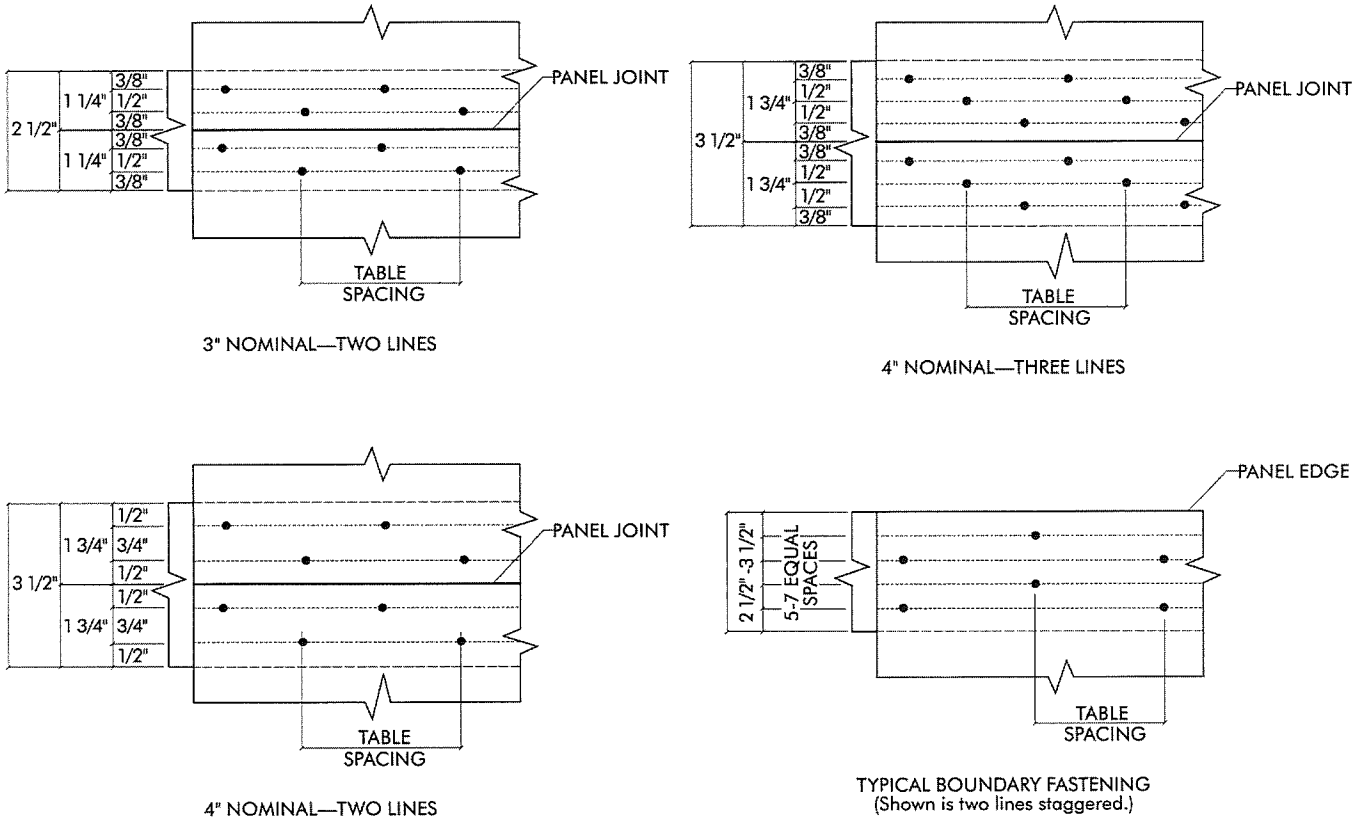 3/8"
1 1/4"
1/2"
3/8"
2 1/2"
3/8"
1 1/4"
1/2"
3/8"
PANEL JOINT
TABLE
SPACING
3" NOMINAL—TWO LINES
3/8"
1/2"
1 3/4"
1/2"
3/8"
3 1/2"
3/8"
1/2"
1 3/4"
1/2"
3/8"
PANEL JOINT
TABLE
SPACING
4" NOMINAL—THREE LINES
1/2"
1 3/4"
3/4"
1/2"
3 1/2"
1/2"
1 3/4"
3/4"
1/2"
PANEL JOINT
TABLE
SPACING
4" NOMINAL—TWO LINES
PANEL EDGE
2 1/2" -3 1/2"
5-7 EQUAL
SPACES
TABLE
SPACING
TYPICAL BOUNDARY FASTENING
(Shown is two lines staggered.)